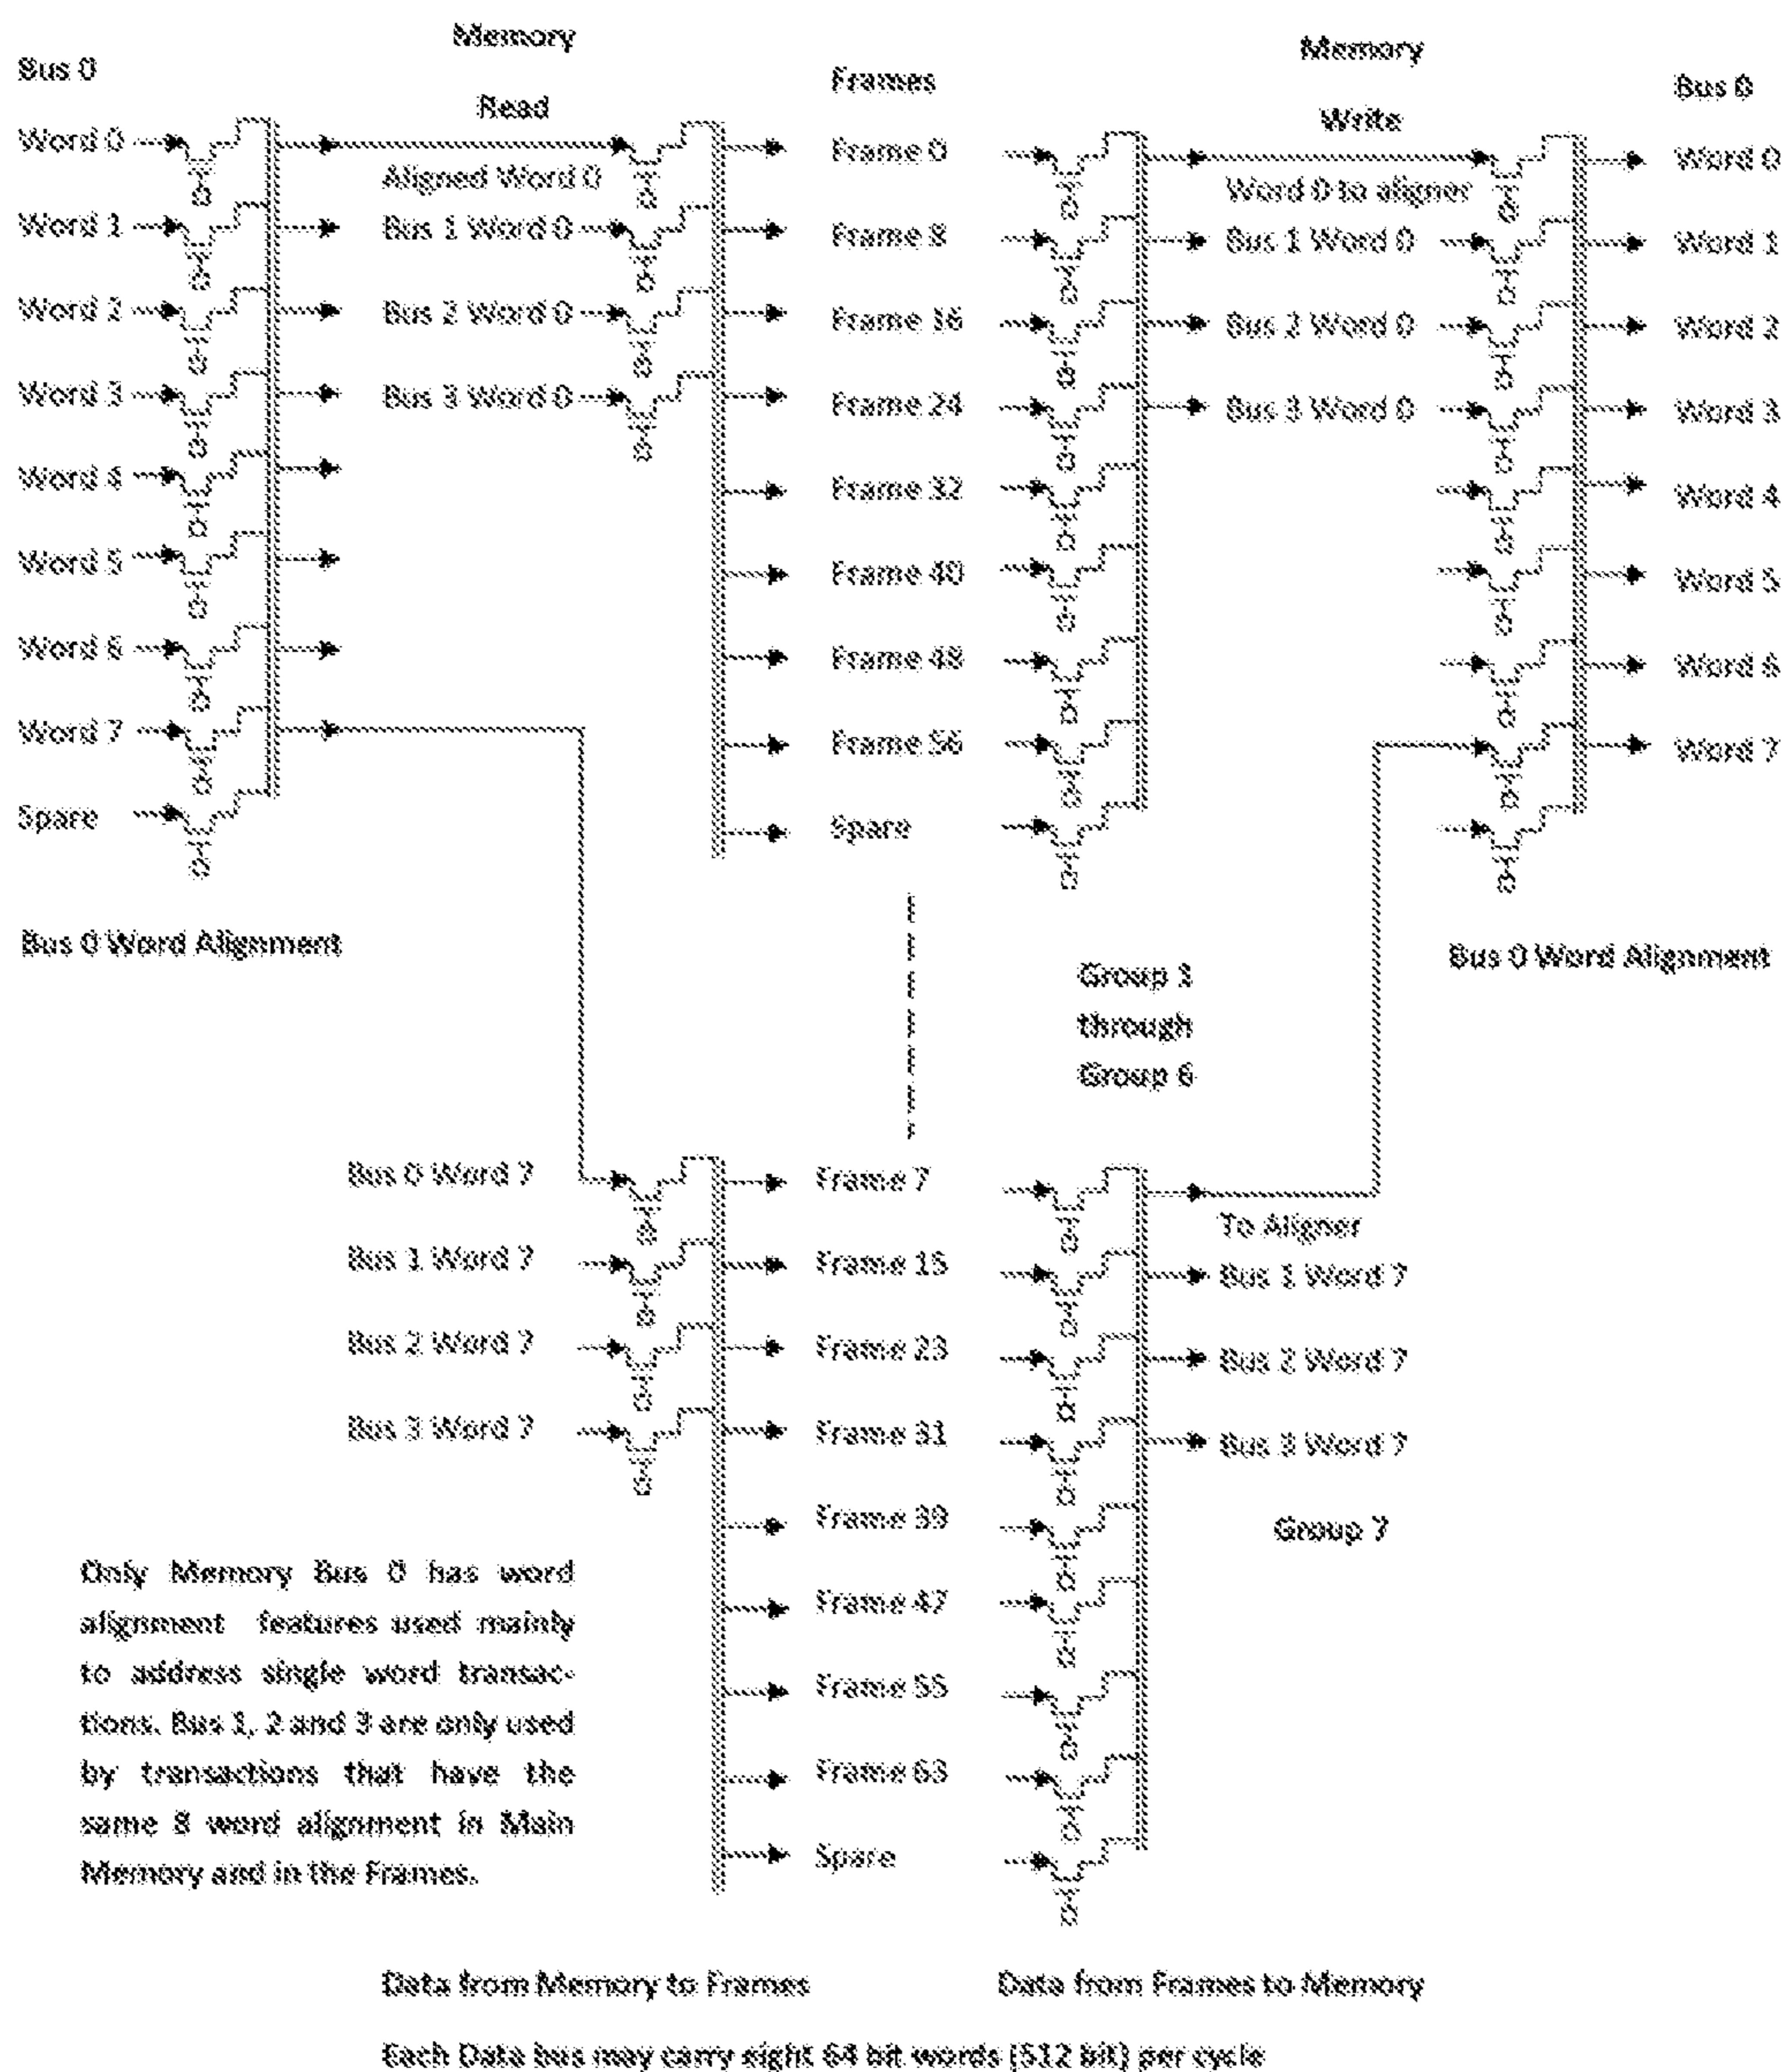 Memory
Memory
Bus 0
Frames
Bus 0
Read
Write
Word 0
Frame 0
Word 0
Aligned Word 0
Word 0 to aligner
Word 1
Bus 1 Word 0
Frame 8
Bus 1 Word 0
Word 1
Word 2
Bus 2 Word 0
Frame 16
Bus 2 Word 0
Word 2
Word 3
Bus 3 Word 0
Frame 24
Bus 3 Word 0
Word 3
Word 4
Frame 32
Word 4
Word 5
Frame 40
Word 5
Word 6
Frame 48
Word 6
Word 7
Frame 56
Word 7
Spare
Spare
Bus 0 Word Alignment
Bus 0 Word Alignment
Group 1
through
Group 6
Bus 0 Word 7
Frame 7
To Aligner
Bus 1 Word 7
Frame 15
Bus 1 Word 7
Bus 2 Word 7
Frame 23
Bus 2 Word 7
Bus 3 Word 7
Frame 31
Bus 3 Word 7
Frame 39
Group 7
Only Memory Bus 0 has word
alignment features used mainly
to address single word transac-
tions. Bus 1, 2 and 3 are only used
by transactions that have the
same 8 word alignment in Main
Memory and in the Frames.
Frame 47
Frame 55
Frame 63
Spare
Data from Memory to Frames
Data from Frames to Memory
Each Data bus may carry eight 64 bit words (512 bit) per cycle